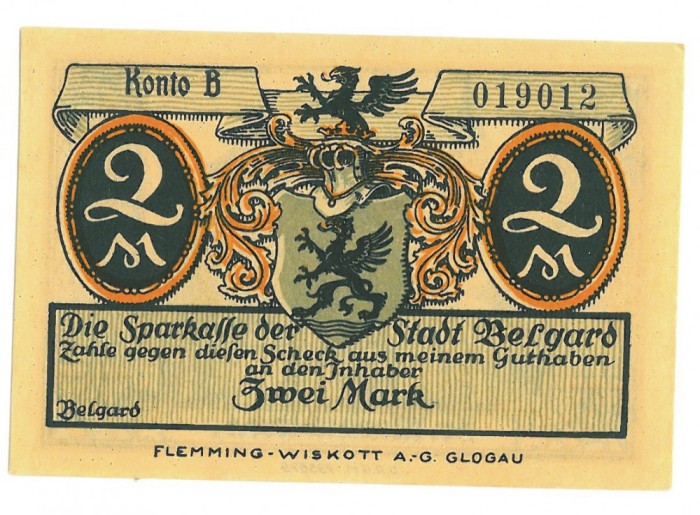 Konto B
019012
2 M
2 M
Die Sparkasse der Stadt Belgard
Zahle gegen diesen Scheck aus meinem Guthaben
an den Inhaber
Zwei Mark
Belgard
FLEMMING-WISKOTT A.-G. GLOGAU